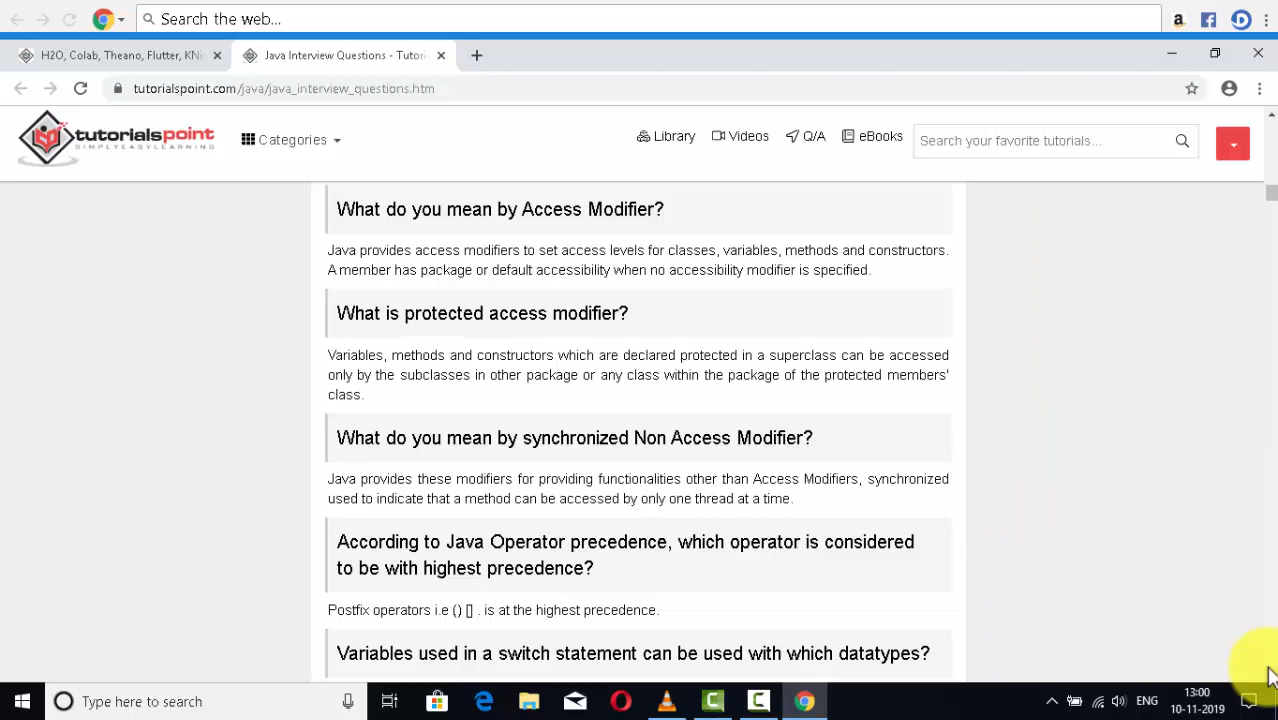 Search the web...
H2O, Colab, Theano, Flutter, KNi
Java Interview Questions - Tutori
tutorialspoint.com/java/java_interview_questions.htm
tutorialspoint
SIMPLYEASYLEARNING
Categories
Library
Videos
Q/A
eBooks
Search your favorite tutorials...
What do you mean by Access Modifier?
Java provides access modifiers to set access levels for classes, variables, methods and constructors.
A member has package or default accessibility when no accessibility modifier is specified.
What is protected access modifier?
Variables, methods and constructors which are declared protected in a superclass can be accessed
only by the subclasses in other package or any class within the package of the protected members'
class.
What do you mean by synchronized Non Access Modifier?
Java provides these modifiers for providing functionalities other than Access Modifiers, synchronized
used to indicate that a method can be accessed by only one thread at a time.
According to Java Operator precedence, which operator is considered
to be with highest precedence?
Postfix operators i.e () [] . is at the highest precedence.
Variables used in a switch statement can be used with which datatypes?
Type here to search
ENG
13:00
10-11-2019